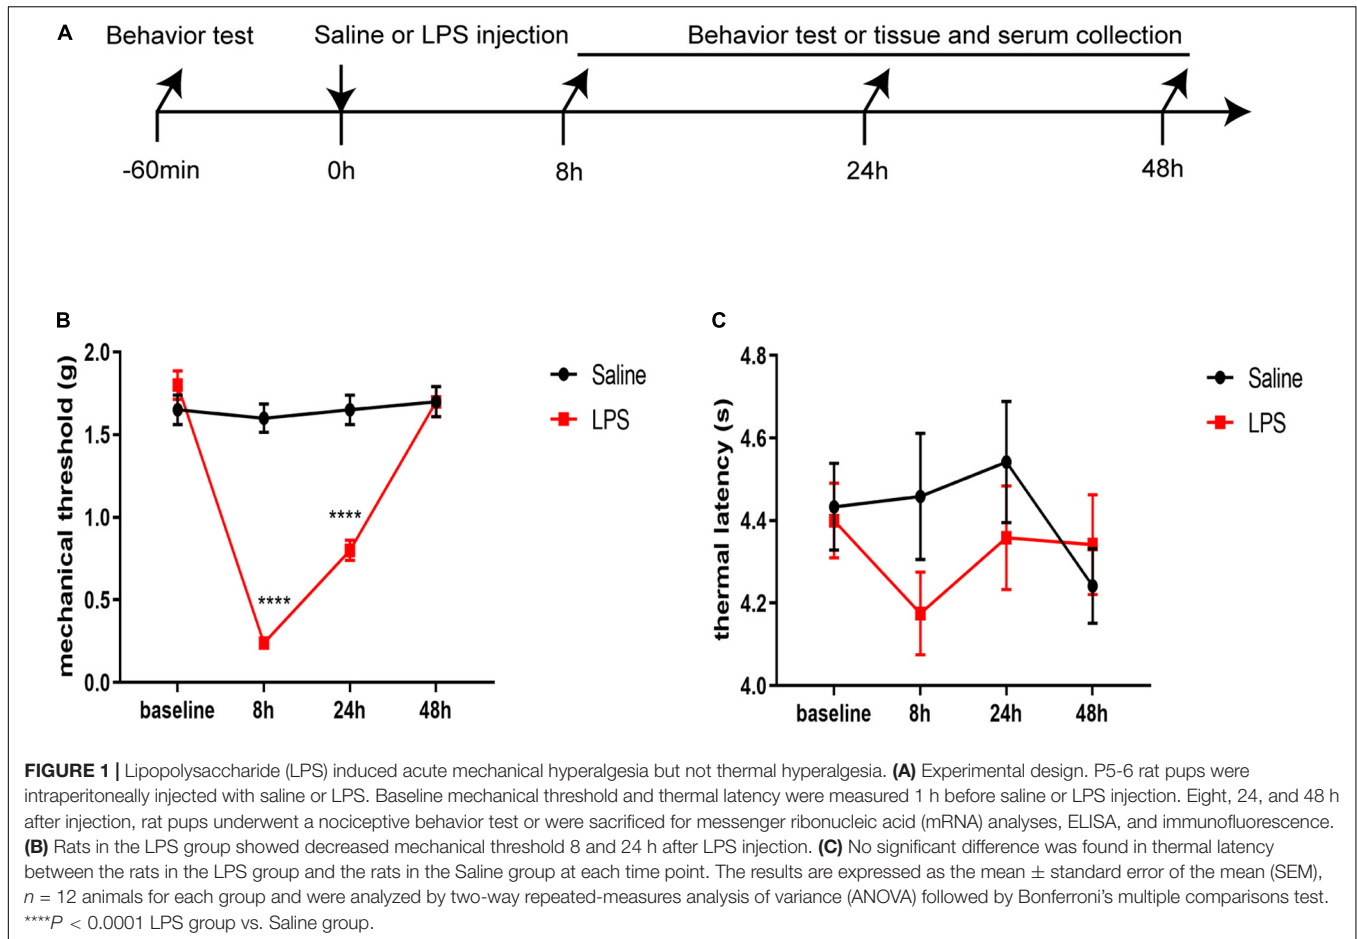 A
Behavior test
Saline or LPS injection
Behavior test or tissue and serum collection
-60min
0h
8h
24h
48h
B
mechanical threshold (g)
2.0
1.5
1.0
0.5
0.0
****
****
baseline
8h
24h
48h
Saline
LPS
C
thermal latency (s)
4.8
4.6
4.4
4.2
4.0
baseline
8h
24h
48h
Saline
LPS
FIGURE 1 | Lipopolysaccharide (LPS) induced acute mechanical hyperalgesia but not thermal hyperalgesia. (A) Experimental design. P5-6 rat pups were
intraperitoneally injected with saline or LPS. Baseline mechanical threshold and thermal latency were measured 1 h before saline or LPS injection. Eight, 24, and 48 h
after injection, rat pups underwent a nociceptive behavior test or were sacrificed for messenger ribonucleic acid (mRNA) analyses, ELISA, and immunofluorescence.
(B) Rats in the LPS group showed decreased mechanical threshold 8 and 24 h after LPS injection. (C) No significant difference was found in thermal latency
between the rats in the LPS group and the rats in the Saline group at each time point. The results are expressed as the mean ± standard error of the mean (SEM),
n = 12 animals for each group and were analyzed by two-way repeated-measures analysis of variance (ANOVA) followed by Bonferroni's multiple comparisons test.
****P < 0.0001 LPS group vs. Saline group.